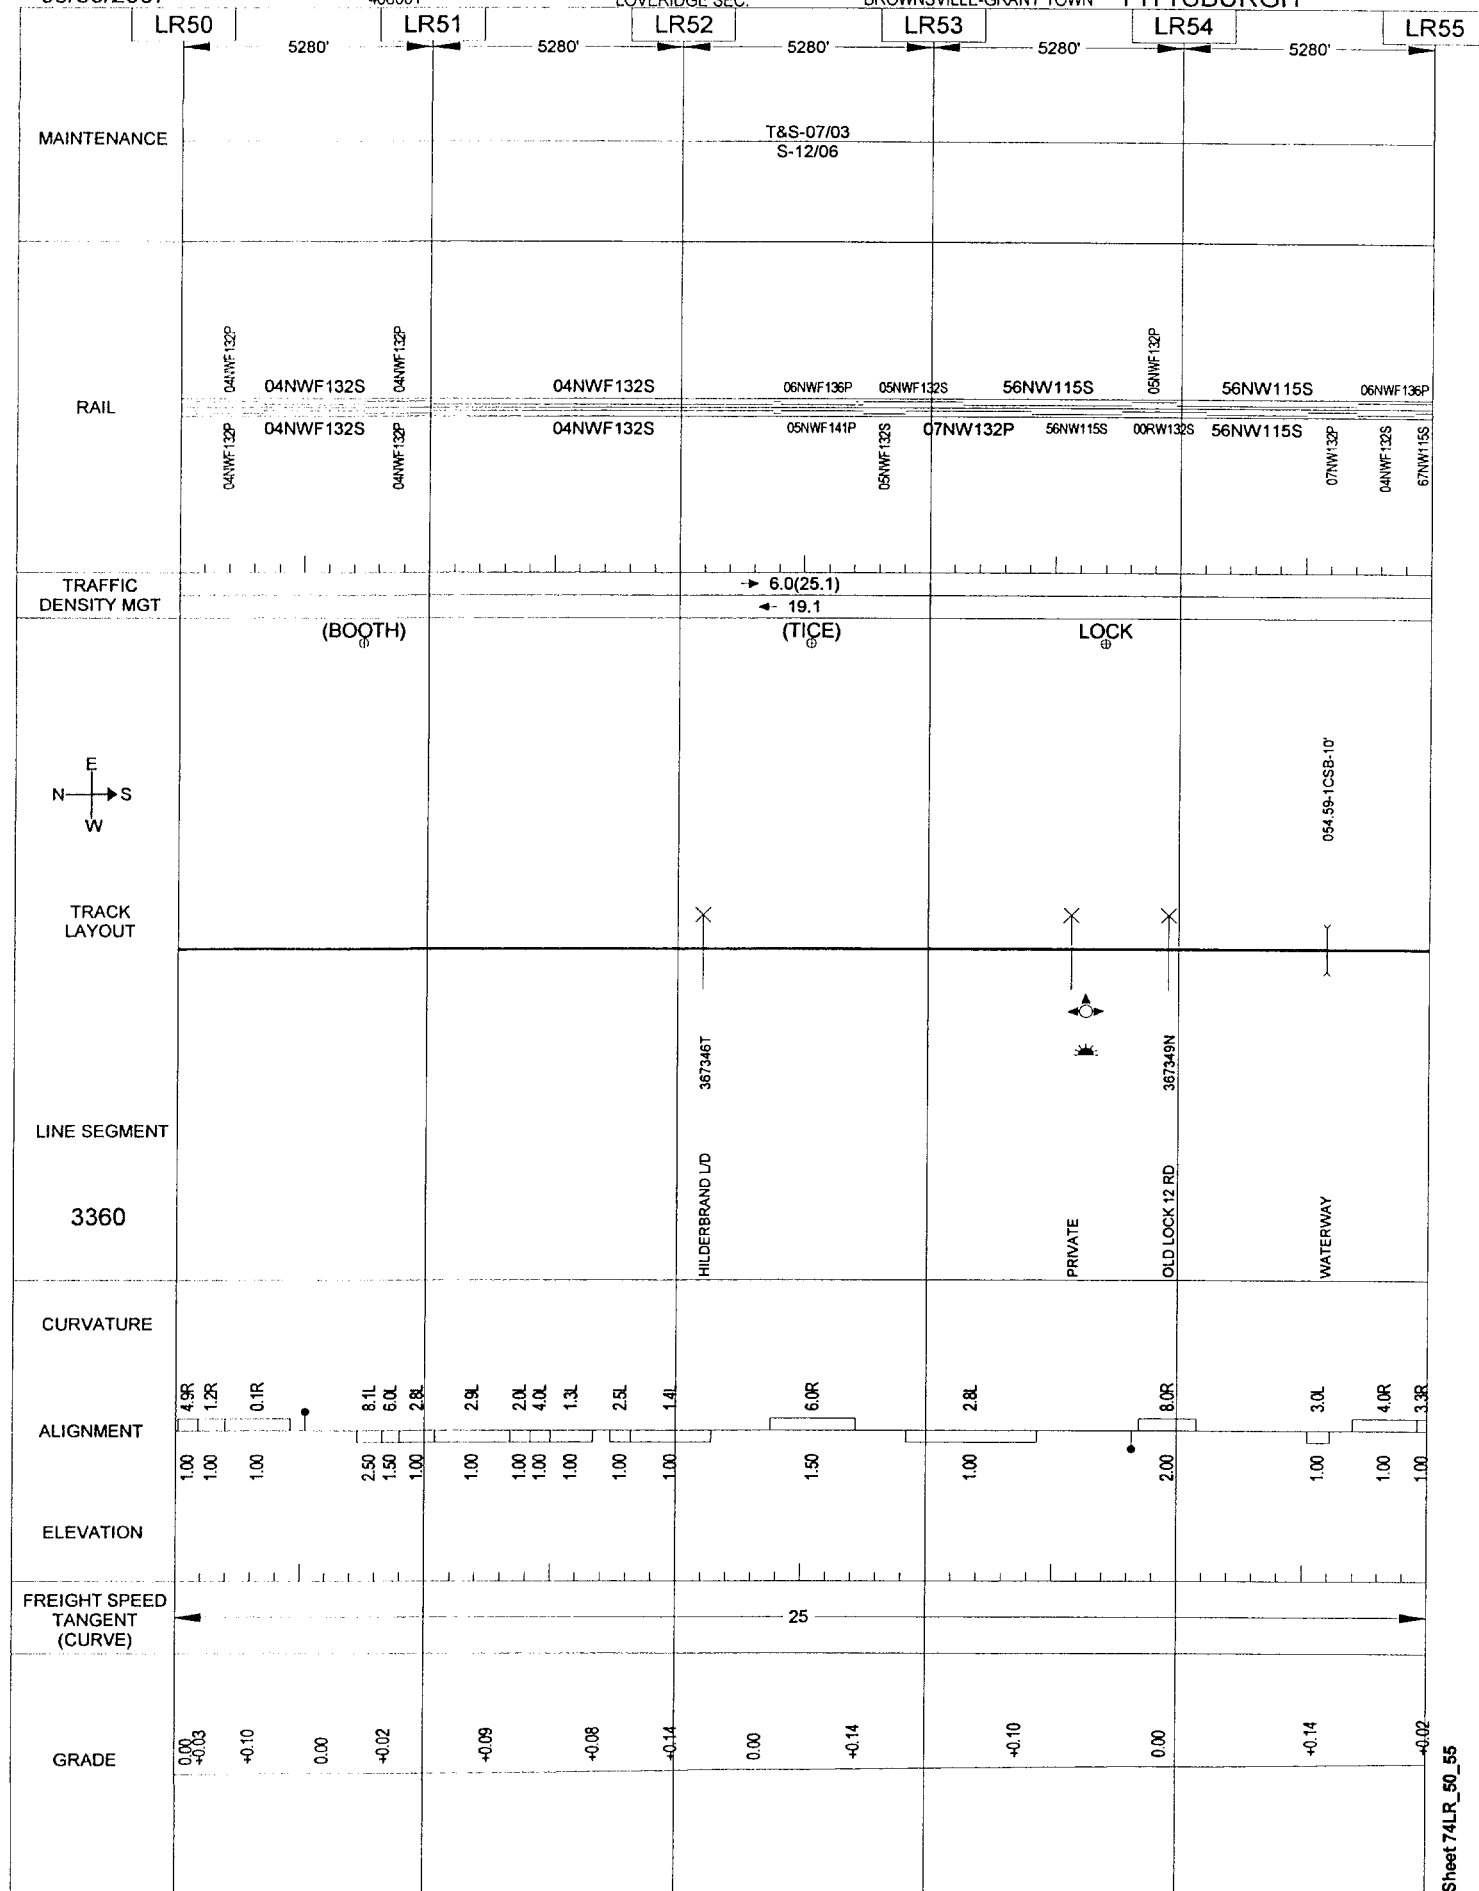 LOVERIDGE SEC. BROWNSVILLE-GRANT TOWN PITTSBURGH
LR50 LR51 LR52 LR53 LR54 LR55
5280' 5280' 5280' 5280' 5280'
MAINTENANCE
T&S-07/03
S-12/06
RAIL
04NWF132P 04NWF132S 04NWF132P 04NWF132S 06NWF136P 05NWF132S 56NW115S 05NWF132P 56NW115S 06NWF136P
04NWF132P 04NWF132S 04NWF132P 04NWF132S 05NWF141P 05NWF132S 07NW132P 56NW115S 00RW132S 56NW115S 07NW132P 04NWF132S 67NW115S
TRAFFIC
DENSITY MGT
6.0(25.1)
19.1
(BOOTH) (TICE) LOCK
E
N S
W
054.59-1CSB-10'
TRACK
LAYOUT
367346T 367349N
LINE SEGMENT
3360
HILDERBRAND L/D PRIVATE OLD LOCK 12 RD WATERWAY
CURVATURE
4.9R 1.2R 0.1R 8.1L 6.0L 2.8L 2.9L 2.0L 4.0L 1.3L 2.5L 1.4L 6.0R 2.8L 8.0R 3.0L 4.0R 3.3R
ALIGNMENT
1.00 1.00 1.00 2.50 1.50 1.00 1.00 1.00 1.00 1.00 1.00 1.00 1.50 1.00 2.00 1.00 1.00 1.00
ELEVATION
FREIGHT SPEED
TANGENT
(CURVE)
25
GRADE
0.00 +0.03 +0.10 0.00 +0.02 +0.09 +0.08 +0.14 0.00 +0.14 +0.10 0.00 +0.14 +0.02
Sheet 74LR_50_55